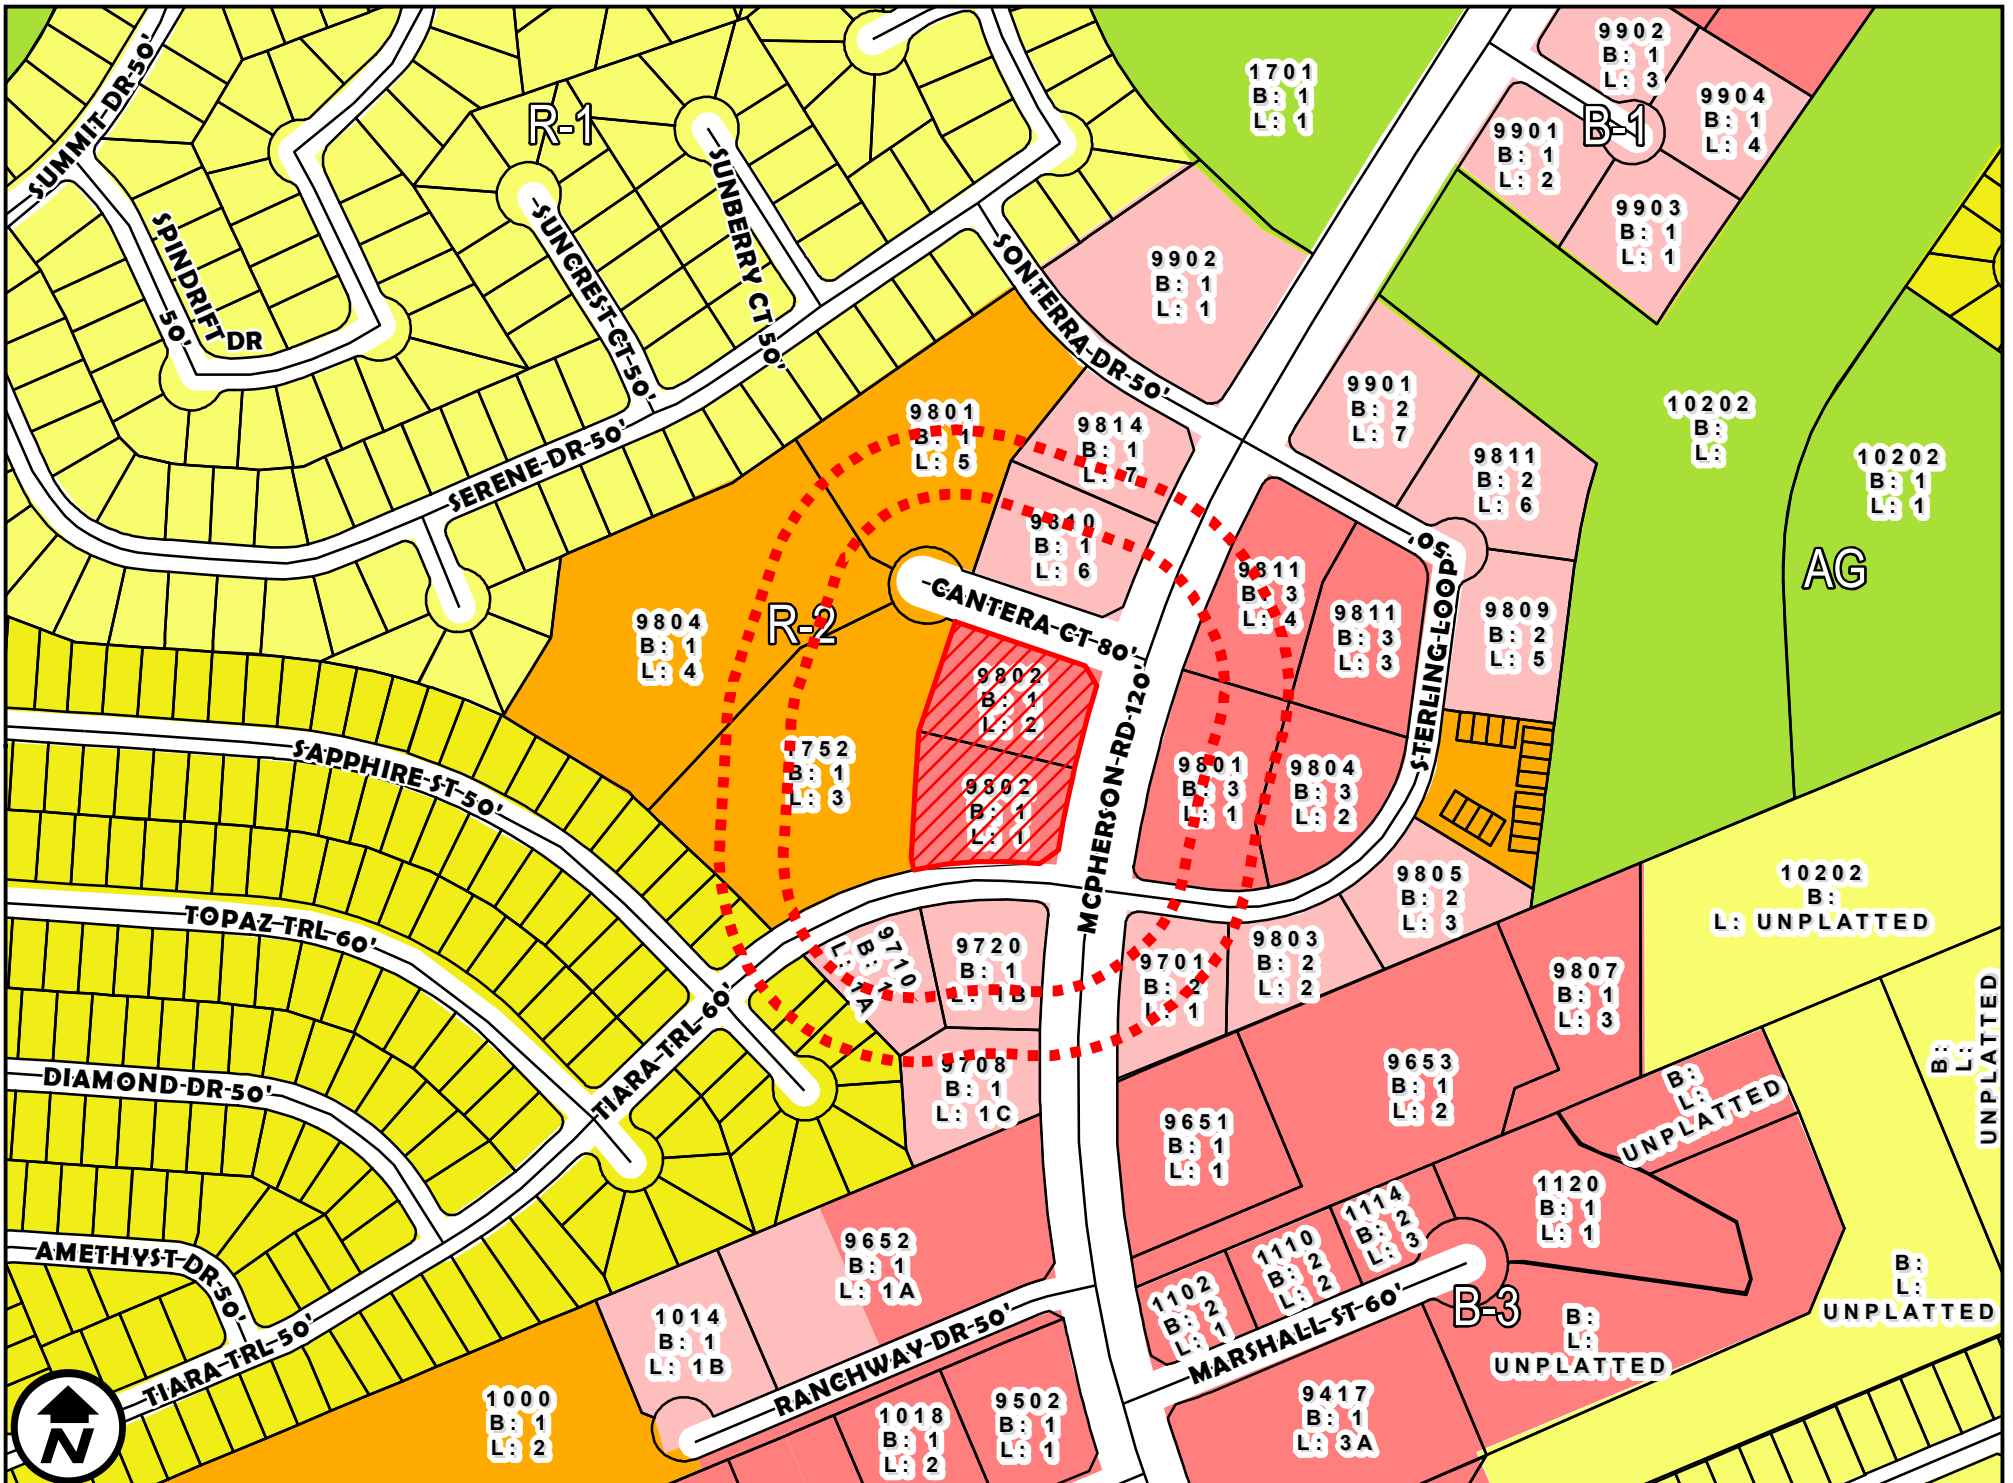 SUMMIT-DR-50'
SPINDRIFT DR
50'
R-1
-SUNCREST-CT-50'
SUNBERRY CT 50'
SERENE-DR-50'
SONTERRA-DR-50'
1701
B: 1
L: 1
9902
B: 1
L: 3
9904
B: 1
L: 4
B-1
9901
B: 1
L: 2
9903
B: 1
L: 1
9902
B: 1
L: 1
9901
B: 2
L: 7
9811
B: 2
L: 6
10202
B:
L:
10202
B: 1
L: 1
AG
9801
B: 1
L: 5
9814
B: 1
L: 7
9810
B: 1
L: 6
-CANTERA-CT-80'
9804
B: 1
L: 4
R-2
9811
B: 3
L: 4
9811
B: 3
L: 3
9809
B: 2
L: 5
STERLING-LOOP
50'
9802
B: 1
L: 2
9802
B: 1
L: 1
1752
B: 1
L: 3
MCPHERSON-RD-120'
9801
B: 3
L: 1
9804
B: 3
L: 2
SAPPHIRE-ST-50'
TOPAZ-TRL-60'
DIAMOND-DR-50'
AMETHYST-DR-50'
TIARA-TRL-60'
TIARA-TRL-50'
9710
B: 1
L: 1A
9720
B: 1
L: 1B
9708
B: 1
L: 1C
9701
B: 2
L: 1
9803
B: 2
L: 2
9805
B: 2
L: 3
9807
B: 1
L: 3
10202
B:
L: UNPLATTED
B:
L:
UNPLATTED
9653
B: 1
L: 2
9651
B: 1
L: 1
B:
L:
UNPLATTED
1120
B: 1
L: 1
1114
B: 2
L: 3
1110
B: 2
L: 2
1102
B: 2
L: 1
MARSHALL-ST-60'
B-3
B:
L:
UNPLATTED
B:
L:
UNPLATTED
9652
B: 1
L: 1A
1014
B: 1
L: 1B
RANCHWAY-DR-50'
1000
B: 1
L: 2
1018
B: 1
L: 2
9502
B: 1
L: 1
9417
B: 1
L: 3A
N